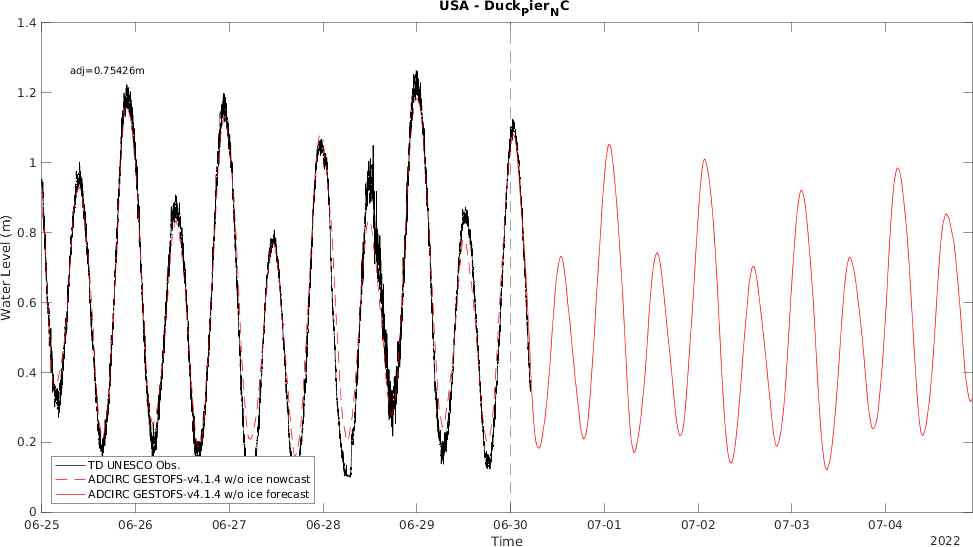 USA - DuckPierNC
1.4
1.2
1
0.8
0.6
0.4
0.2
0
Water Level (m)
adj=0.75426m
TD UNESCO Obs.
ADCIRC GESTOFS-v4.1.4 w/o ice nowcast
ADCIRC GESTOFS-v4.1.4 w/o ice forecast
06-25 06-26 06-27 06-28 06-29 06-30 07-01 07-02 07-03 07-04
Time
2022